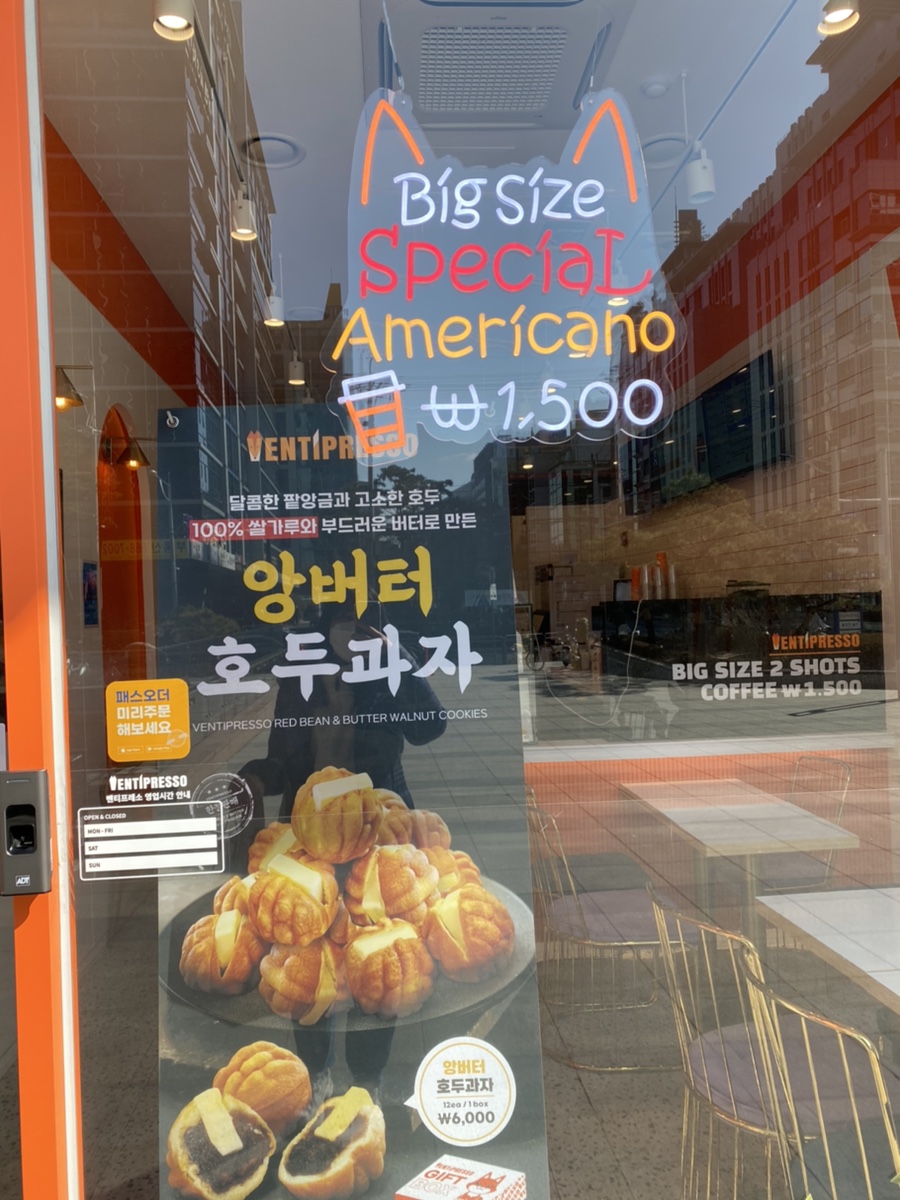 Big Size
Special
Americano
₩1,500
VENTIPRESSO
달콤한 팥앙금과 고소한 호두
100% 쌀가루와 부드러운 버터로 만든
앙버터
호두과자
VENTIPRESSO RED BEAN & BUTTER WALNUT COOKIES
VENTIPRESSO
BIG SIZE 2 SHOTS
COFFEE ₩1.500
패스오더
미리주문
해보세요
VENTIPRESSO
벤티프레소 영업시간 안내
OPEN & CLOSED
MON - FRI
SAT
SUN
ADT
앙버터
호두과자
12ea / 1box
₩6,000
VENTIPRESSO
GIFT
BOX